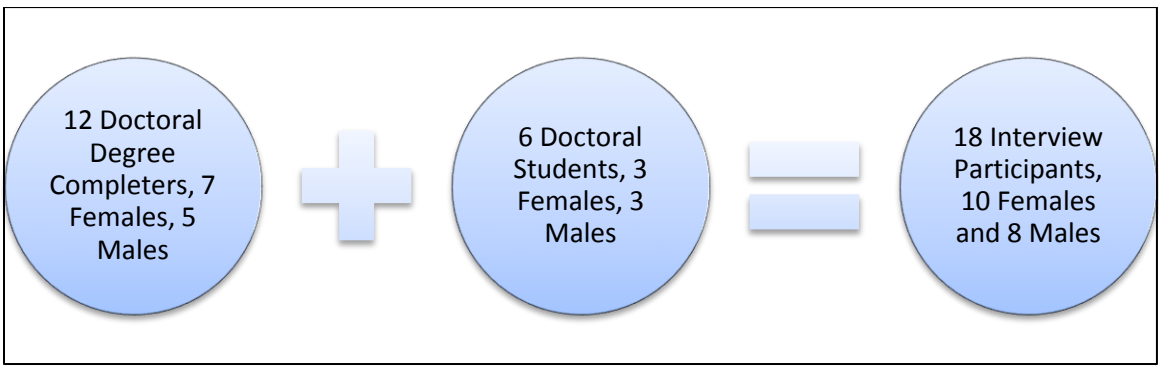 12 Doctoral
Degree
Completers, 7
Females, 5
Males
6 Doctoral
Students, 3
Females, 3
Males
18 Interview
Participants,
10 Females
and 8 Males